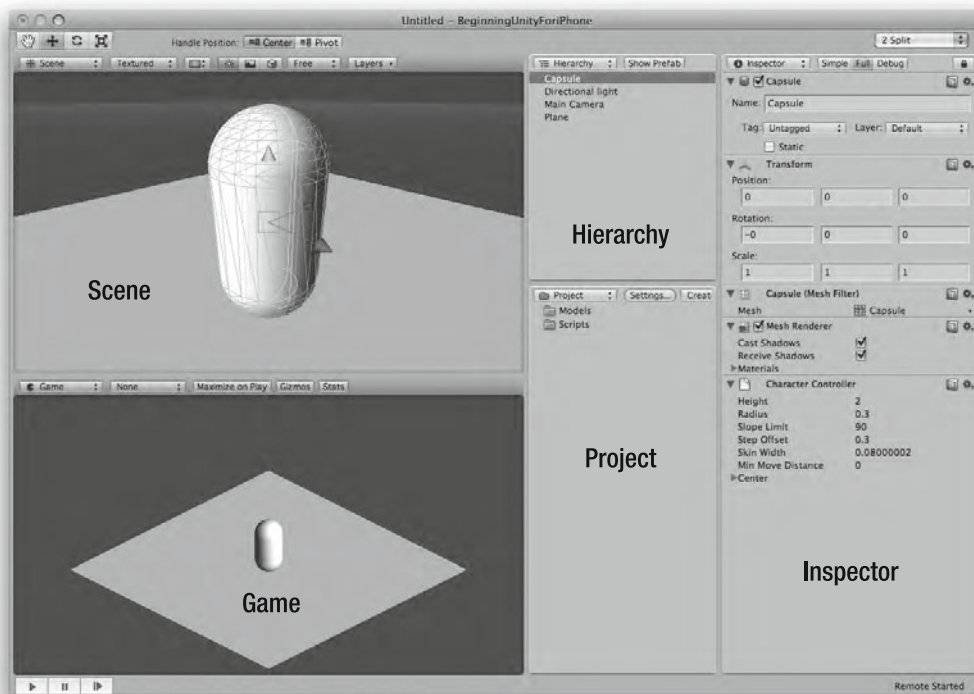 Untitled – BeginningUnityForiPhone
Handle Position: Center Pivot
2 Split
Scene Textured Free Layers
Hierarchy Show Prefab
Capsule
Directional light
Main Camera
Plane
Hierarchy
Scene
Project Settings... Creat
Models
Scripts
Project
Game None Maximize on Play Gizmos Stats
Game
Inspector Simple Full Debug
Capsule
Name: Capsule
Tag: Untagged Layer: Default
Static
Transform
Position:
0 0 0
Rotation:
-0 0 0
Scale:
1 1 1
Capsule (Mesh Filter)
Mesh Capsule
Mesh Renderer
Cast Shadows
Receive Shadows
Materials
Character Controller
Height 2
Radius 0.3
Slope Limit 90
Step Offset 0.3
Skin Width 0.08000002
Min Move Distance 0
Center
Inspector
Remote Started